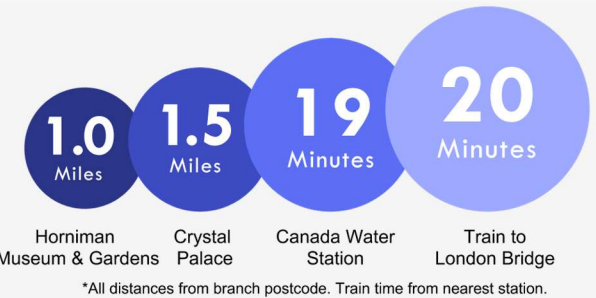 1.0
Miles
1.5
Miles
19
Minutes
20
Minutes
Horniman
Museum & Gardens
Crystal
Palace
Canada Water
Station
Train to
London Bridge
*All distances from branch postcode. Train time from nearest station.